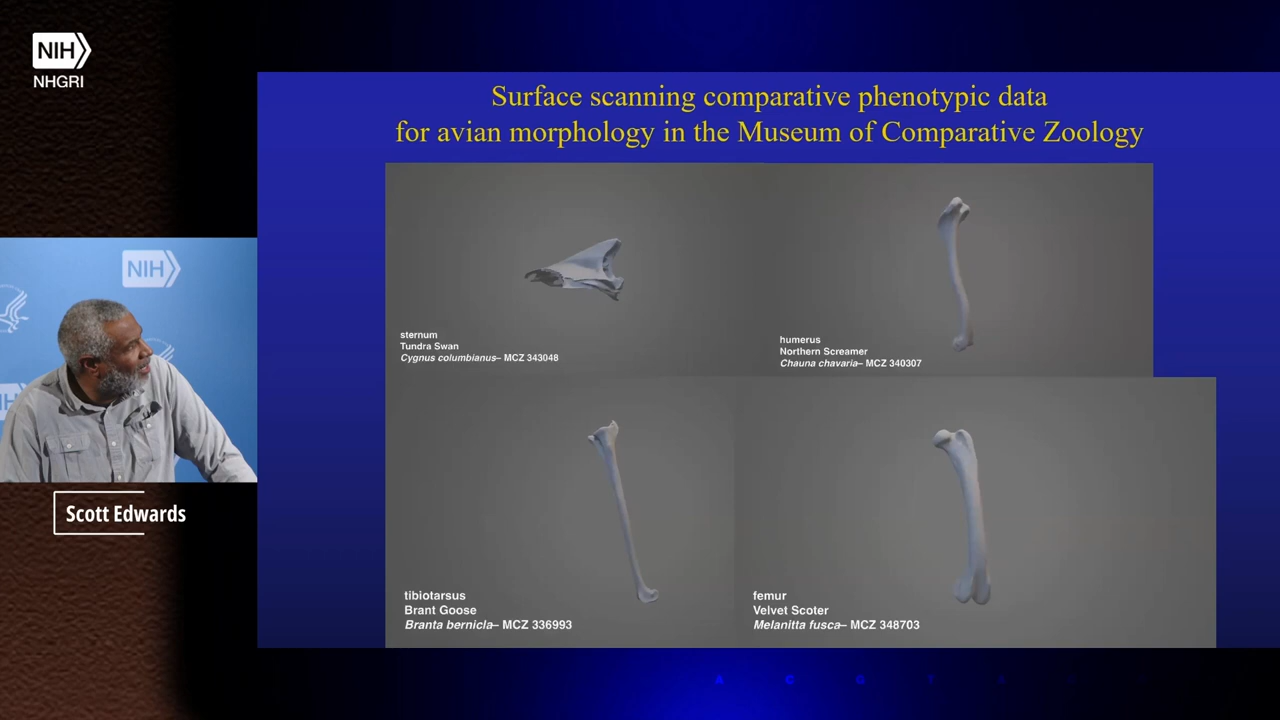 NIH
NHGRI
Surface scanning comparative phenotypic data
for avian morphology in the Museum of Comparative Zoology
sternum
Tundra Swan
Cygnus columbianus– MCZ 343048
humerus
Northern Screamer
Chauna chavaria– MCZ 340307
NIH
Scott Edwards
tibiotarsus
Brant Goose
Branta bernicla– MCZ 336993
femur
Velvet Scoter
Melanitta fusca– MCZ 348703
A C G T